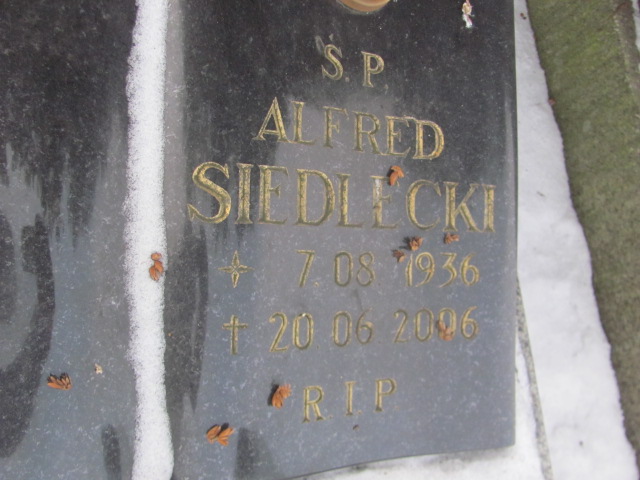 S.P.
ALFRED
SIEDLECKI
7.08.1936
✝ 20.06.2006
R.I.P.